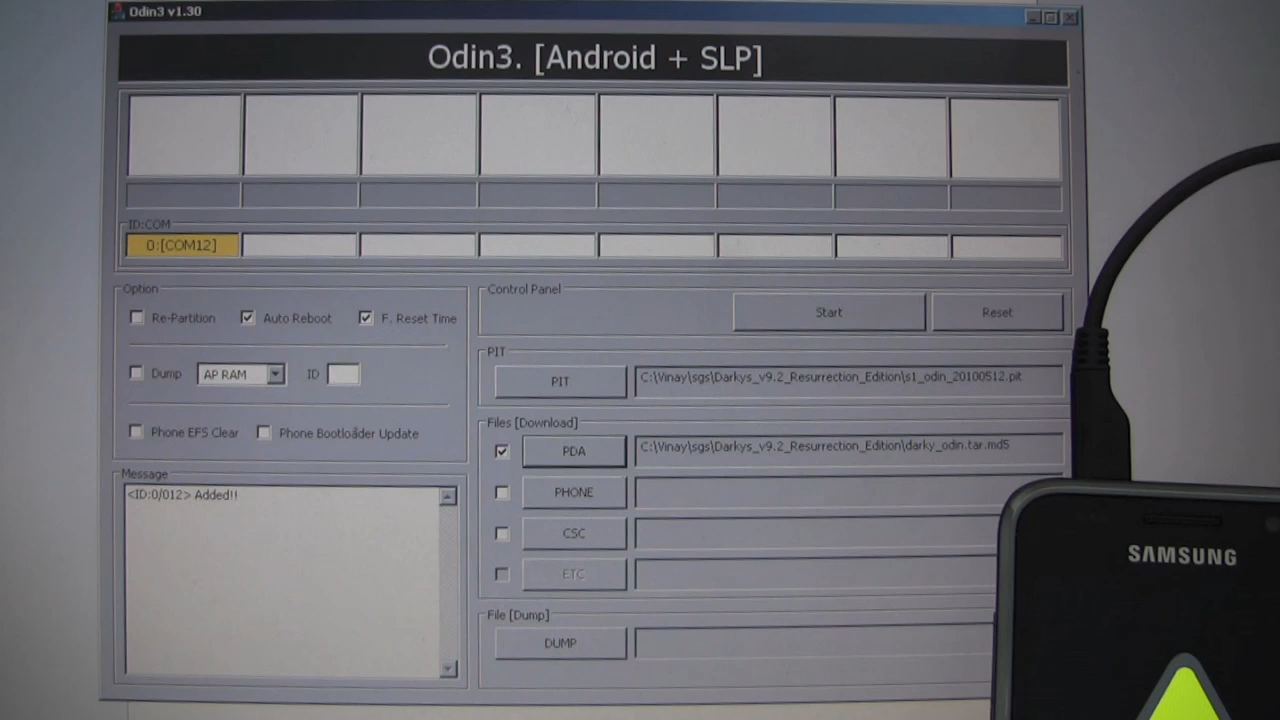 Odin3 v1.30
Odin3. [Android + SLP]
ID:COM
0:[COM12]
Option
Re-Partition
Auto Reboot
F. Reset Time
Dump
AP RAM
ID
Phone EFS Clear
Phone Bootloader Update
Message
<ID:0/012> Added!!
Control Panel
Start
Reset
PIT
PIT
C:\Vinay\sgs\Darkys_v9.2_Resurrection_Edition\s1_odin_20100512.pit
Files [Download]
PDA
C:\Vinay\sgs\Darkys_v9.2_Resurrection_Edition\darky_odin.tar.md5
PHONE
CSC
ETC
File [Dump]
DUMP
SAMSUNG